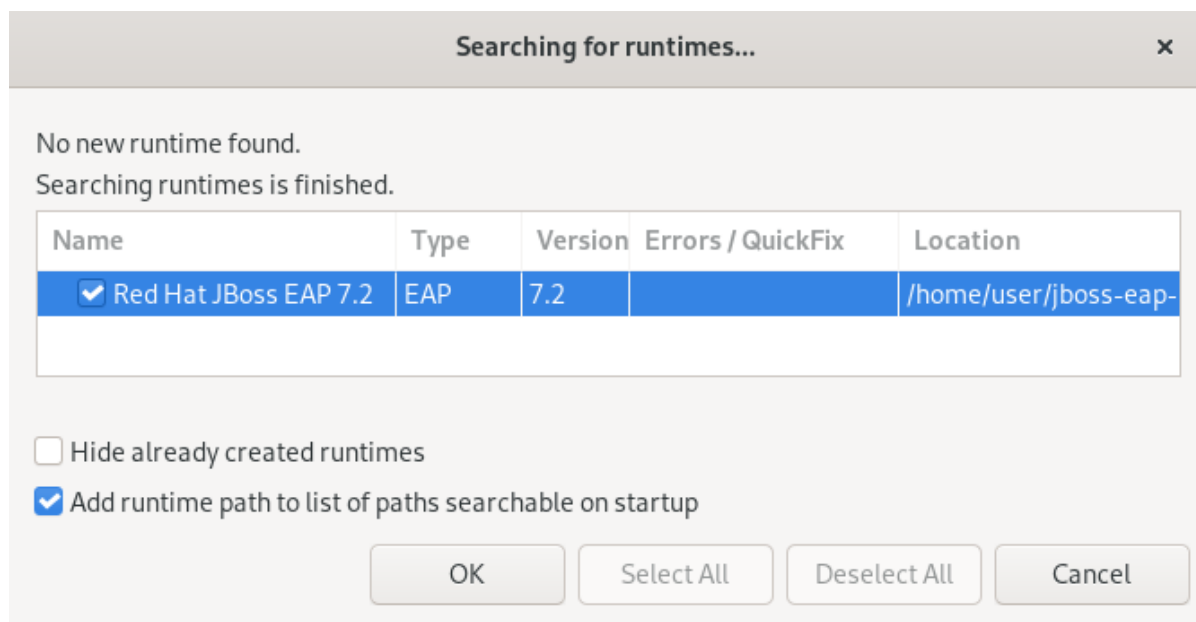 Searching for runtimes...
No new runtime found.
Searching runtimes is finished.
Name Type Version Errors / QuickFix Location
Red Hat JBoss EAP 7.2 EAP 7.2 /home/user/jboss-eap-
Hide already created runtimes
Add runtime path to list of paths searchable on startup
OK Select All Deselect All Cancel